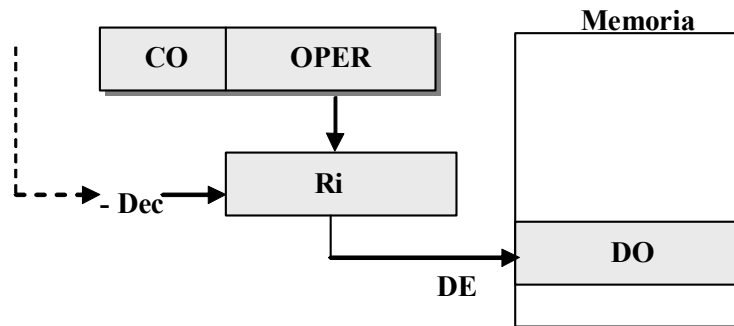 Memoria
CO OPER
Ri
- Dec
DO
DE